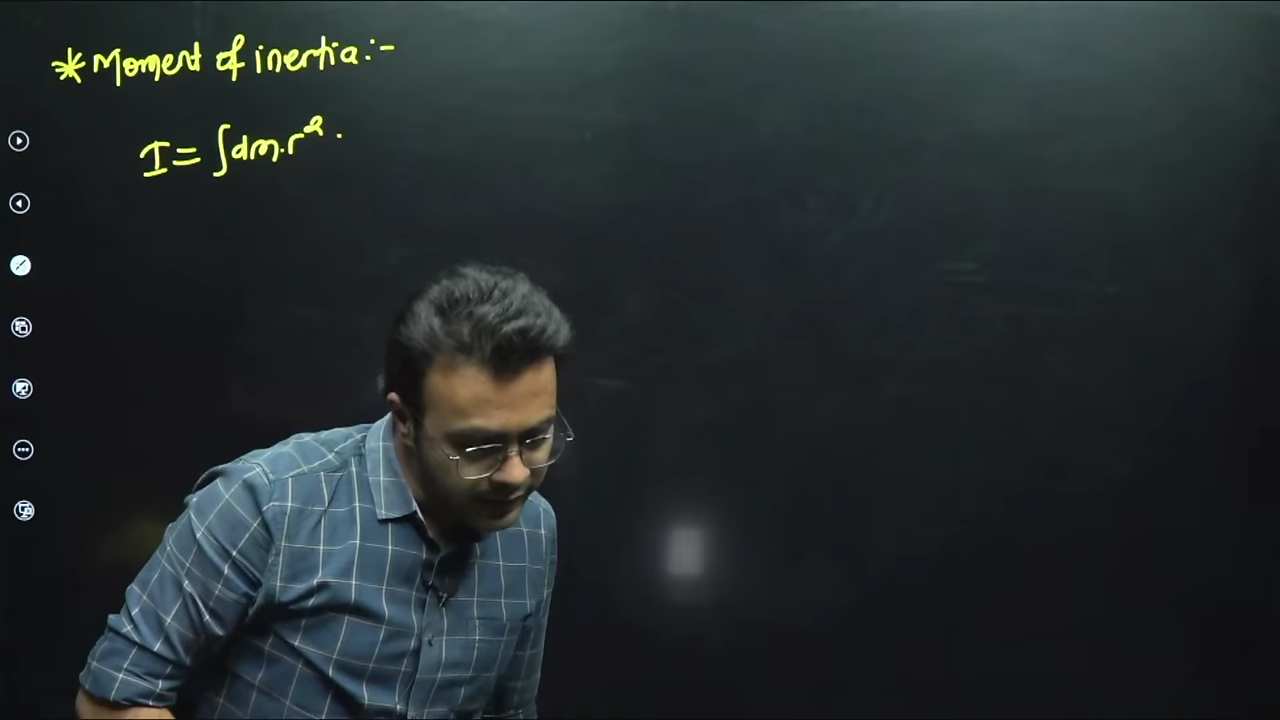 * Moment of inertia:-
I = ∫dm.r².